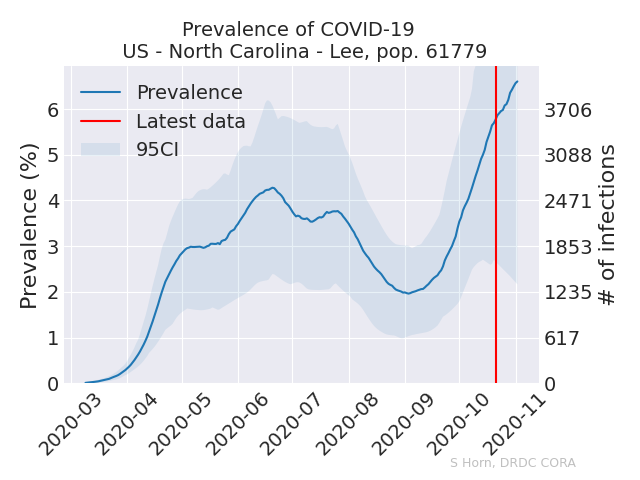 Prevalence of COVID-19
US - North Carolina - Lee, pop. 61779
Prevalence
Latest data
95CI
Prevalence (%)
6
5
4
3
2
1
0
3706
3088
2471
1853
1235
617
0
# of infections
2020-03
2020-04
2020-05
2020-06
2020-07
2020-08
2020-09
2020-10
2020-11
S Horn, DRDC CORA